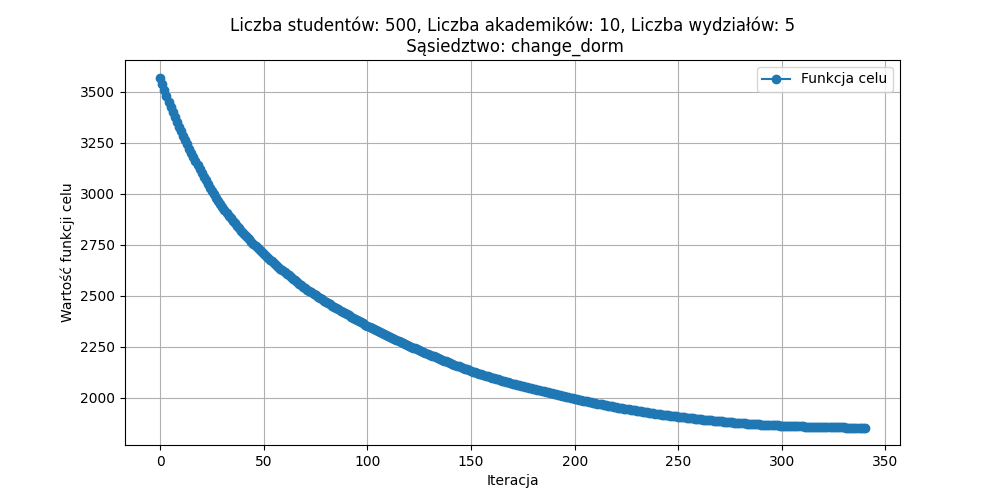 Liczba studentów: 500, Liczba akademików: 10, Liczba wydziałów: 5
Sąsiedztwo: change_dorm
Funkcja celu
Wartość funkcji celu
3500
3250
3000
2750
2500
2250
2000
0 50 100 150 200 250 300 350
Iteracja